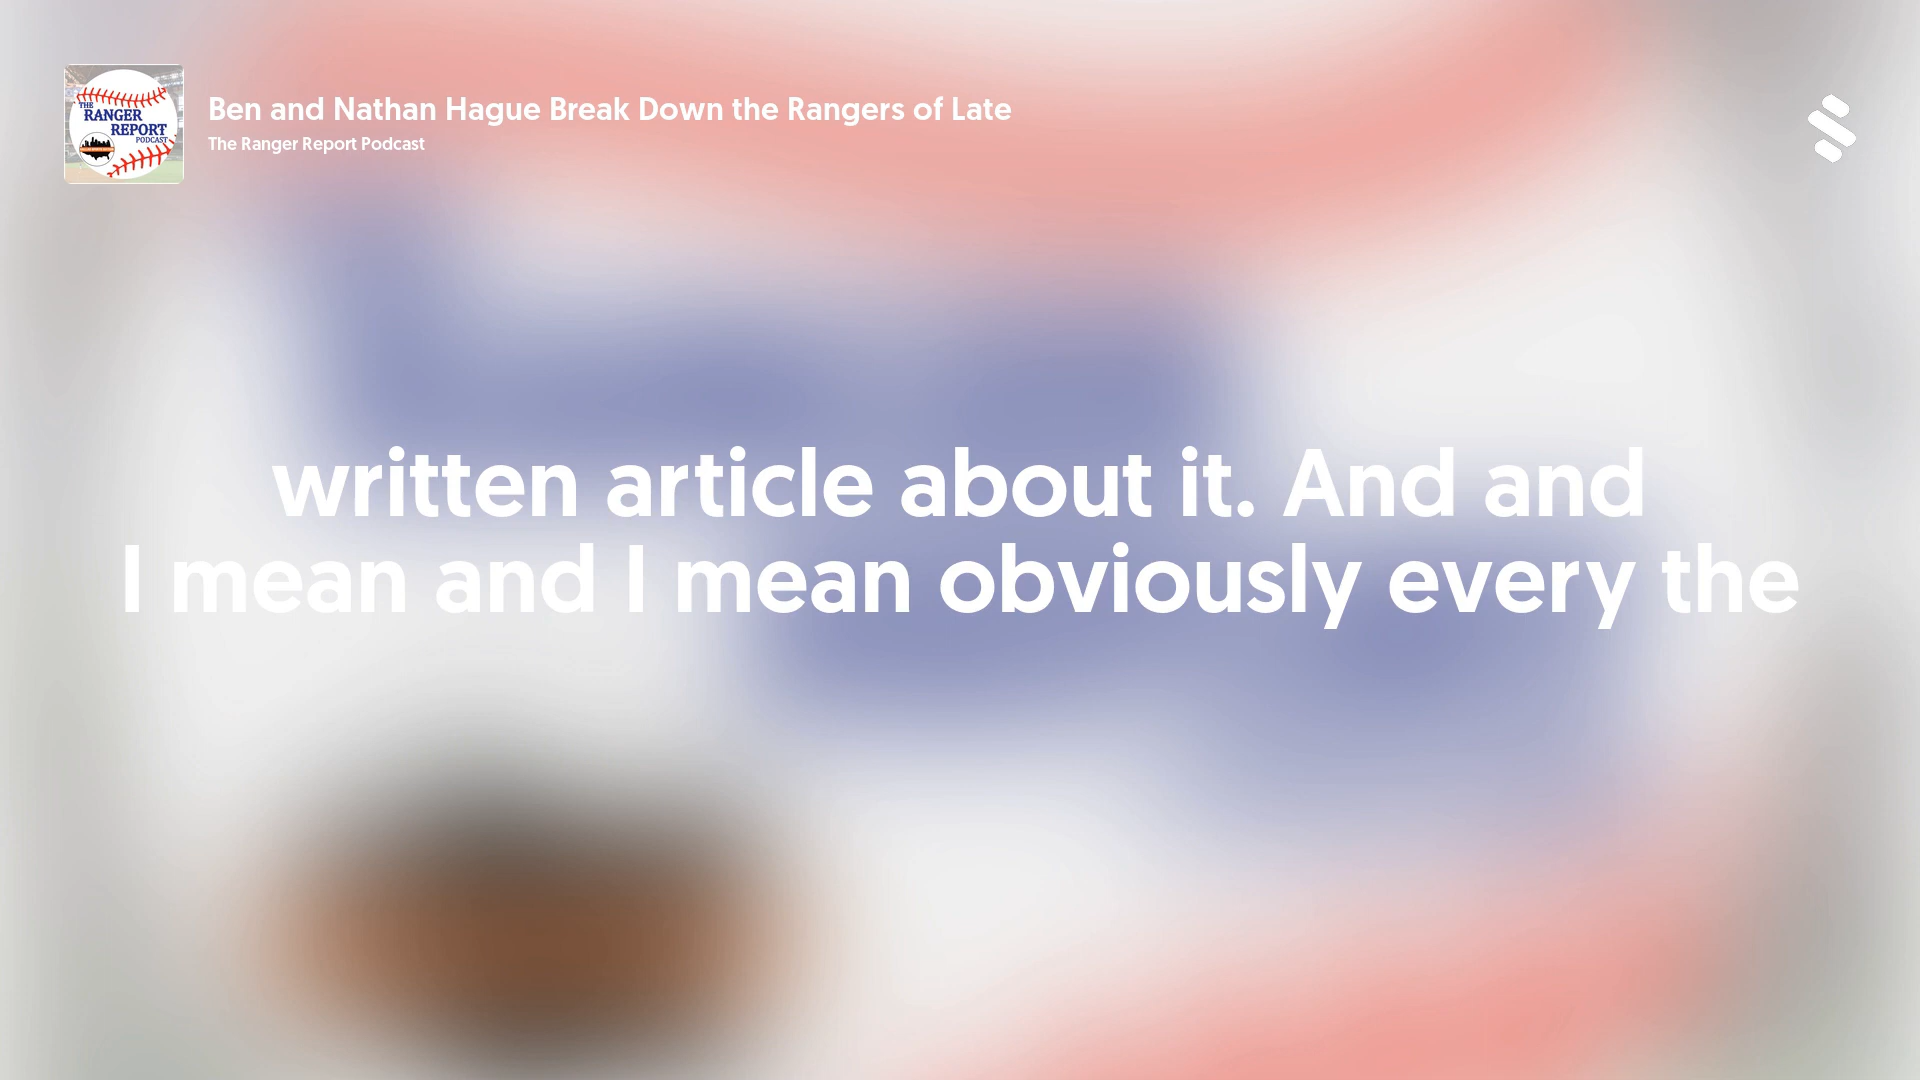 THE
RANGER
REPORT
PODCAST
Ben and Nathan Hague Break Down the Rangers of Late
The Ranger Report Podcast
written article about it. And and
I mean and I mean obviously every the